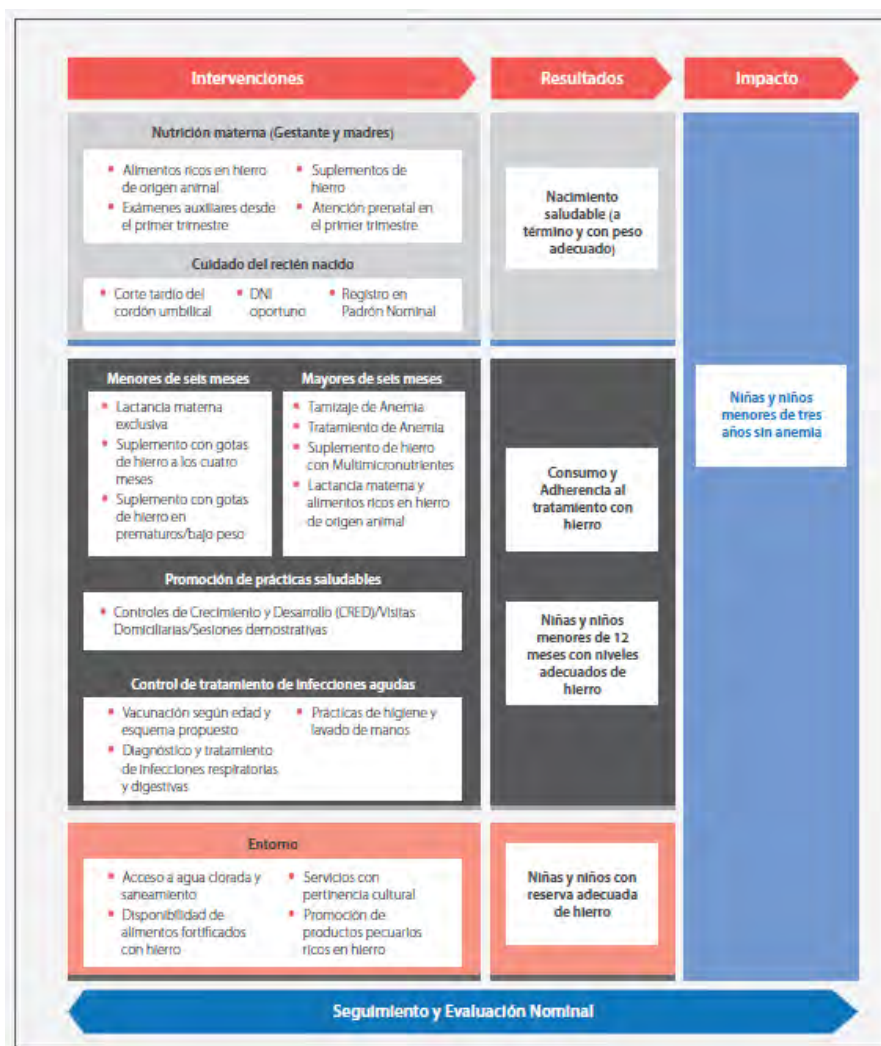 Intervenciones
Resultados
Impacto
Nutrición materna (Gestante y madres)
Alimentos ricos en hierro
de origen animal
Exámenes auxiliares desde
el primer trimestre
Suplementos de
hierro
Atención prenatal en
el primer trimestre
Cuidado del recién nacido
Corte tardío del
cordón umbilical
DNI
oportuno
Registro en
Padrón Nominal
Nacimiento
saludable (a
término y con peso
adecuado)
Menores de seis meses
Lactancia materna
exclusiva
Suplemento con gotas
de hierro a los cuatro
meses
Suplemento con gotas
de hierro en
prematuros/bajo peso
Mayores de seis meses
Tamizaje de Anemia
Tratamiento de Anemia
Suplemento de hierro
con Multimicronutrientes
Lactancia materna y
alimentos ricos en hierro
de origen animal
Promoción de prácticas saludables
Controles de Crecimiento y Desarrollo (CRED)/Visitas
Domiciliarias/Sesiones demostrativas
Control de tratamiento de infecciones agudas
Vacunación según edad y
esquema propuesto
Diagnóstico y tratamiento
de infecciones respiratorias
y digestivas
Prácticas de higiene y
lavado de manos
Consumo y
Adherencia al
tratamiento con
hierro
Niñas y niños
menores de 12
meses con niveles
adecuados de
hierro
Entorno
Acceso a agua clorada y
saneamiento
Disponibilidad de
alimentos fortificados
con hierro
Servicios con
pertinencia cultural
Promoción de
productos pecuarios
ricos en hierro
Niñas y niños con
reserva adecuada
de hierro
Niñas y niños
menores de tres
años sin anemia
Seguimiento y Evaluación Nominal